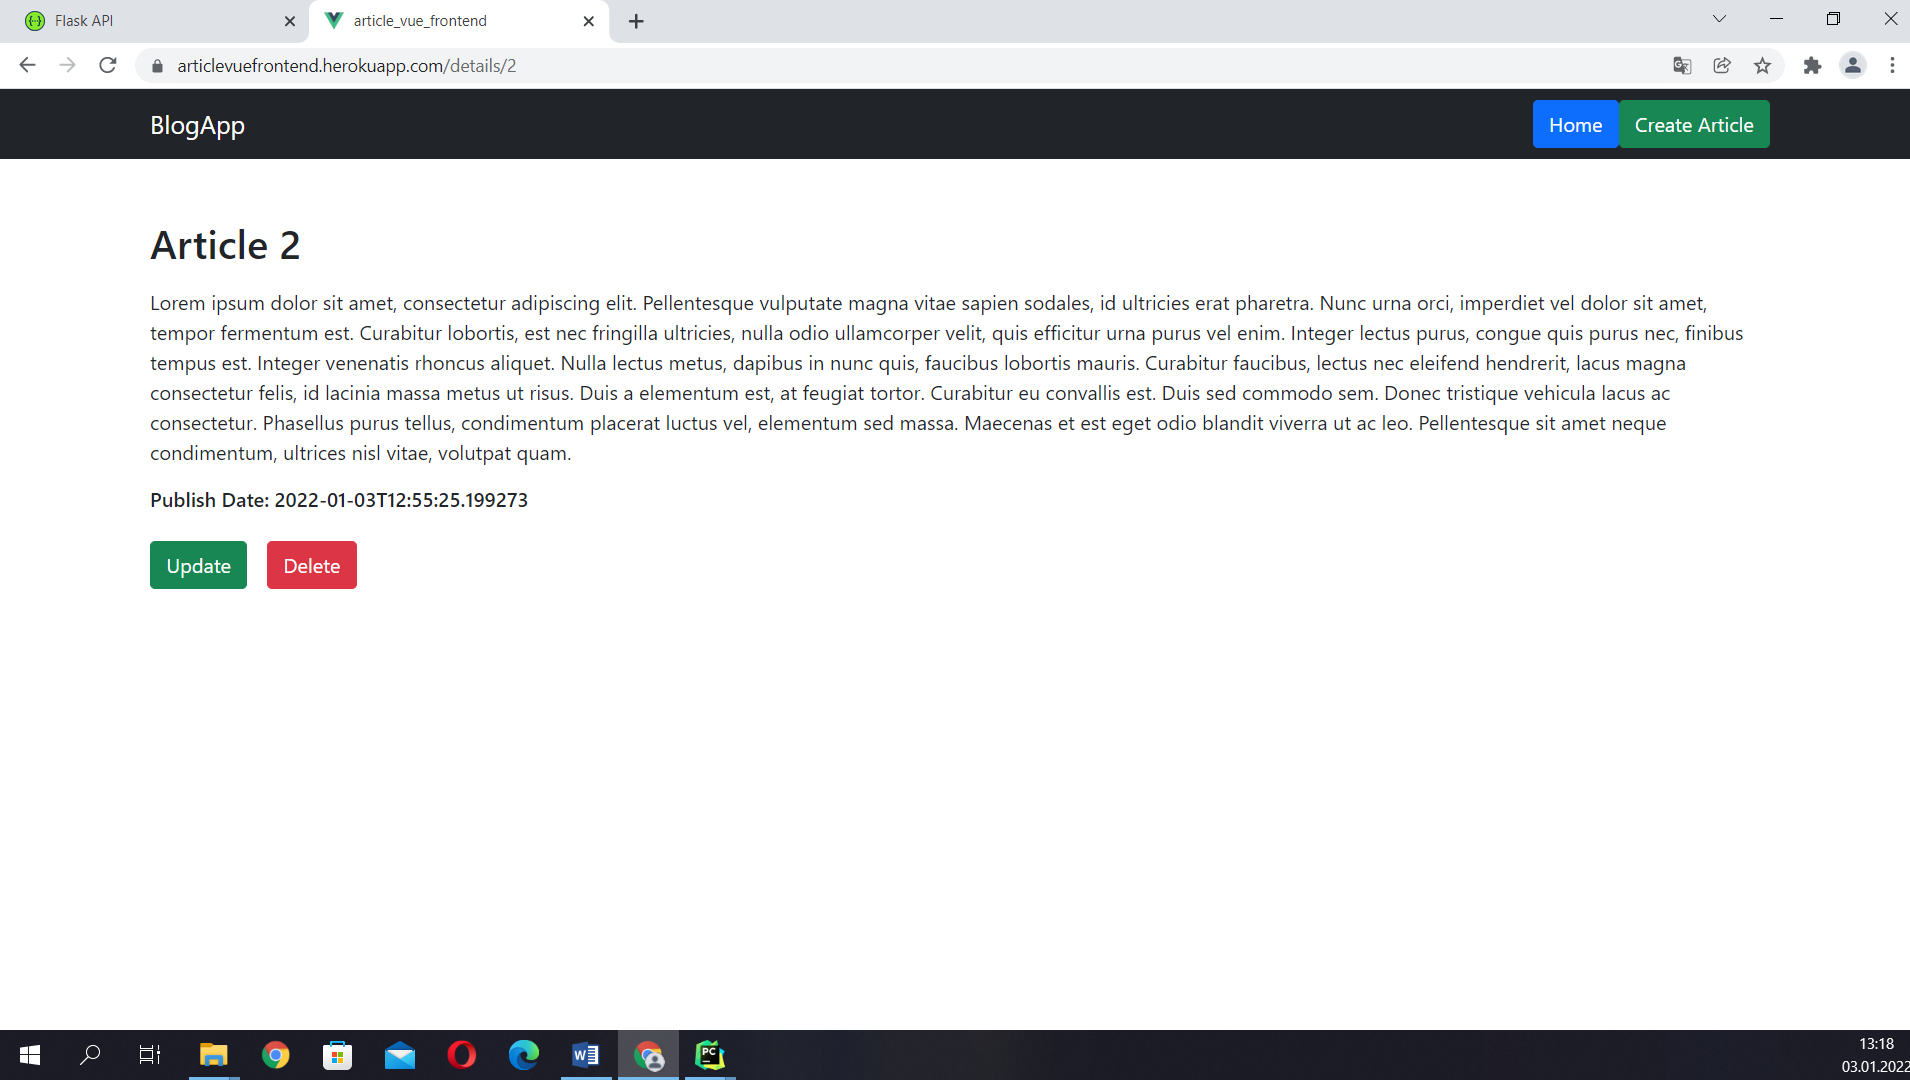 Flask API
article_vue_frontend
articlevuefrontend.herokuapp.com/details/2
BlogApp
Home
Create Article
Article 2
Lorem ipsum dolor sit amet, consectetur adipiscing elit. Pellentesque vulputate magna vitae sapien sodales, id ultricies erat pharetra. Nunc urna orci, imperdiet vel dolor sit amet,
tempor fermentum est. Curabitur lobortis, est nec fringilla ultricies, nulla odio ullamcorper velit, quis efficitur urna purus vel enim. Integer lectus purus, congue quis purus nec, finibus
tempus est. Integer venenatis rhoncus aliquet. Nulla lectus metus, dapibus in nunc quis, faucibus lobortis mauris. Curabitur faucibus, lectus nec eleifend hendrerit, lacus magna
consectetur felis, id lacinia massa metus ut risus. Duis a elementum est, at feugiat tortor. Curabitur eu convallis est. Duis sed commodo sem. Donec tristique vehicula lacus ac
consectetur. Phasellus purus tellus, condimentum placerat luctus vel, elementum sed massa. Maecenas et est eget odio blandit viverra ut ac leo. Pellentesque sit amet neque
condimentum, ultrices nisl vitae, volutpat quam.
Publish Date: 2022-01-03T12:55:25.199273
Update
Delete
W
PC
13:18
03.01.2022